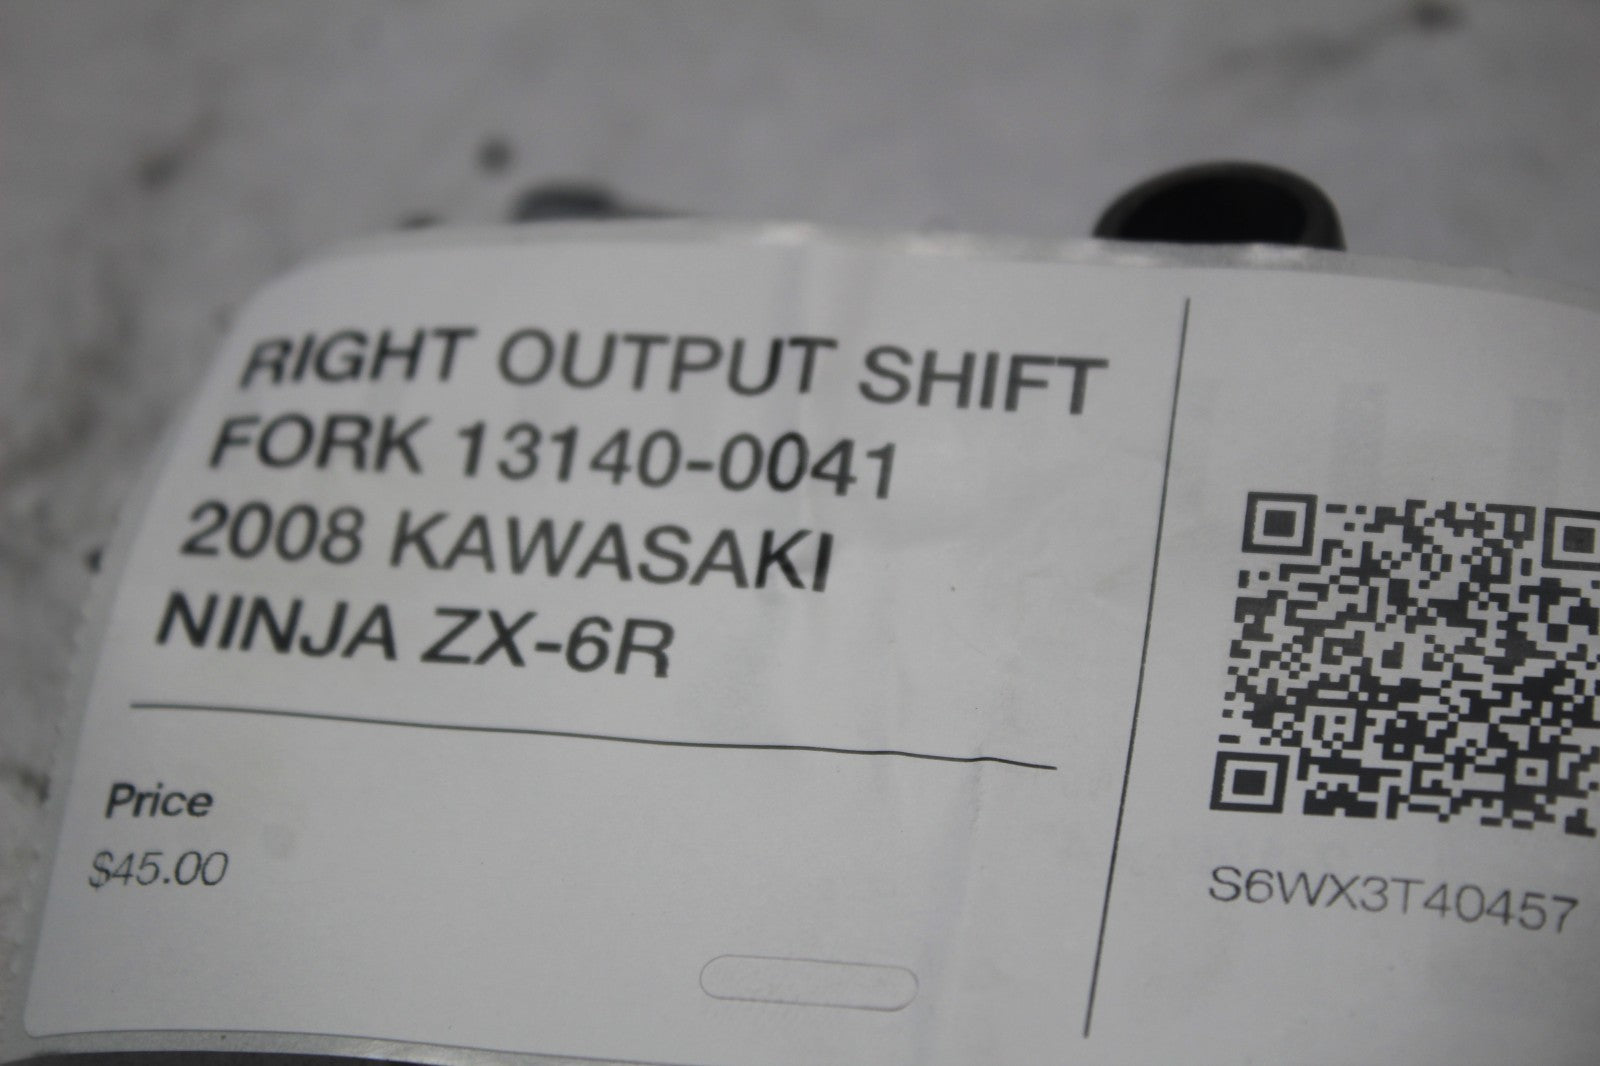 RIGHT OUTPUT SHIFT
FORK 13140-0041
2008 KAWASAKI
NINJA ZX-6R
Price
$45.00
S6WX3T40457